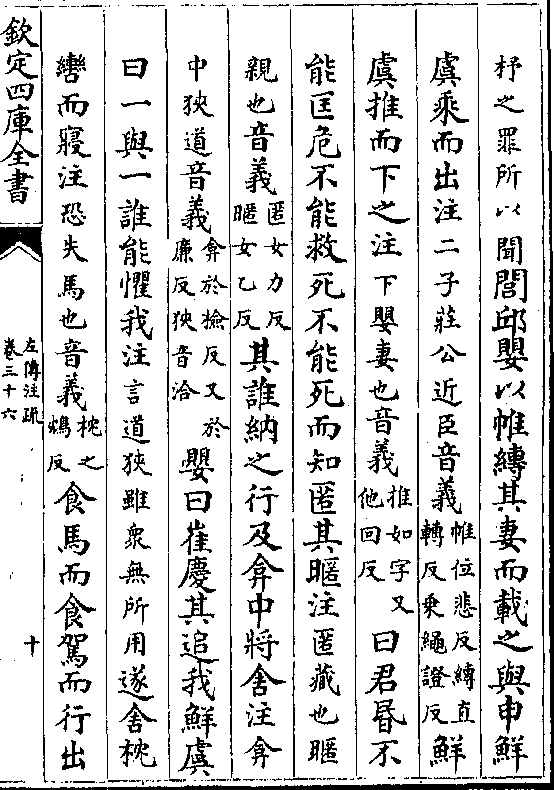 杼之罪所以聞閭邱嬰以帷縛其妻而載之與申鮮
虞乘而出注二子莊公近臣音義帷位悲反縛直轉反乘繩證反鮮
虞推而下之注下嬰妻也音義推如字又他回反曰君昬不
能匡危不能救死不能死而知匿其暱注匿藏也暱
親也音義匿女力反暱女乙反其誰納之行及弇中將舍注弇
中狹道音義弇於檢反又於廉反狹音洽嬰曰崔慶其追我鮮虞
曰一與一誰能懼我注言道狹雖衆無所用遂舍枕
轡而寢注恐失馬也音義枕之鴆反食馬而食駕而行出
欽定四庫全書
左傳注疏
卷三十六
十